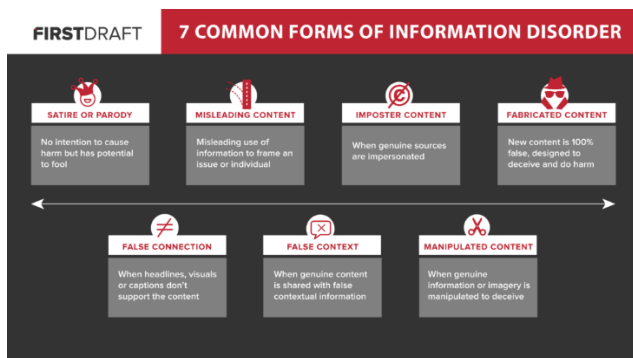 FIRSTDRAFT
7 COMMON FORMS OF INFORMATION DISORDER
SATIRE OR PARODY
No intention to cause
harm but has potential
to fool
MISLEADING CONTENT
Misleading use of
information to frame an
issue or individual
IMPOSTER CONTENT
When genuine sources
are impersonated
FABRICATED CONTENT
New content is 100%
false, designed to
deceive and do harm
FALSE CONNECTION
When headlines, visuals
or captions don't
support the content
FALSE CONTEXT
When genuine content
is shared with false
contextual information
MANIPULATED CONTENT
When genuine
information or imagery is
manipulated to deceive